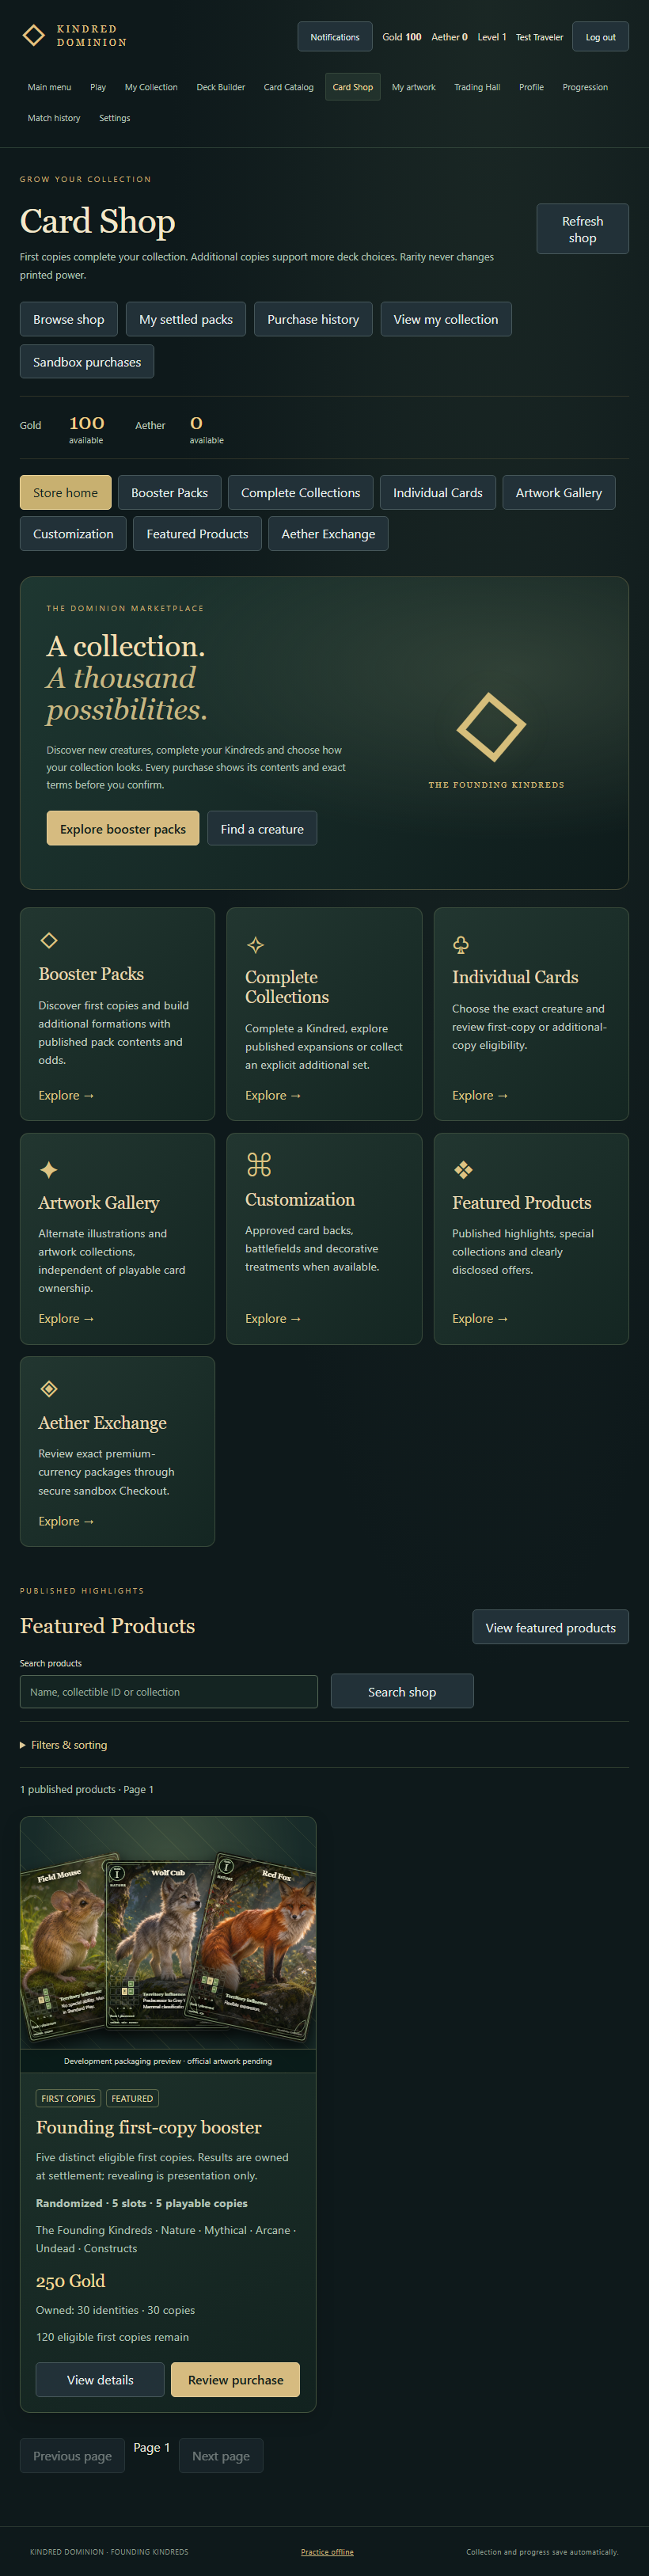 KINDRED
DOMINION
Notifications
Gold 100 Aether 0 Level 1 Test Traveler
Log out
Main menu Play My Collection Deck Builder Card Catalog Card Shop My artwork Trading Hall Profile Progression
Match history Settings
GROW YOUR COLLECTION
Card Shop
Refresh
shop
First copies complete your collection. Additional copies support more deck choices. Rarity never changes
printed power.
Browse shop My settled packs Purchase history View my collection
Sandbox purchases
Gold 100 Aether 0
available available
Store home Booster Packs Complete Collections Individual Cards Artwork Gallery
Customization Featured Products Aether Exchange
THE DOMINION MARKETPLACE
A collection.
A thousand
possibilities.
Discover new creatures, complete your Kindreds and choose how
your collection looks. Every purchase shows its contents and exact
terms before you confirm.
Explore booster packs Find a creature
THE FOUNDING KINDREDS
Booster Packs
Discover first copies and build
additional formations with
published pack contents and
odds.
Explore →
Complete
Collections
Complete a Kindred, explore
published expansions or collect
an explicit additional set.
Explore →
Individual Cards
Choose the exact creature and
review first-copy or additional-
copy eligibility.
Explore →
Artwork Gallery
Alternate illustrations and
artwork collections,
independent of playable card
ownership.
Explore →
Customization
Approved card backs,
battlefields and decorative
treatments when available.
Explore →
Featured Products
Published highlights, special
collections and clearly
disclosed offers.
Explore →
Aether Exchange
Review exact premium-
currency packages through
secure sandbox Checkout.
Explore →
PUBLISHED HIGHLIGHTS
Featured Products
View featured products
Search products
Name, collectible ID or collection
Search shop
Filters & sorting
1 published products · Page 1
Field Mouse
Wolf Cub
Red Fox
I
NATURE
I
Territory Influence
No special ability.
in Standard Play.
Territory Influence
Territory Influence
Development packaging preview · official artwork pending
FIRST COPIES FEATURED
Founding first-copy booster
Five distinct eligible first copies. Results are owned
at settlement; revealing is presentation only.
Randomized · 5 slots · 5 playable copies
The Founding Kindreds · Nature · Mythical · Arcane ·
Undead · Constructs
250 Gold
Owned: 30 identities · 30 copies
120 eligible first copies remain
View details Review purchase
Previous page Page 1 Next page
KINDRED DOMINION · FOUNDING KINDREDS
Practice offline
Collection and progress save automatically.